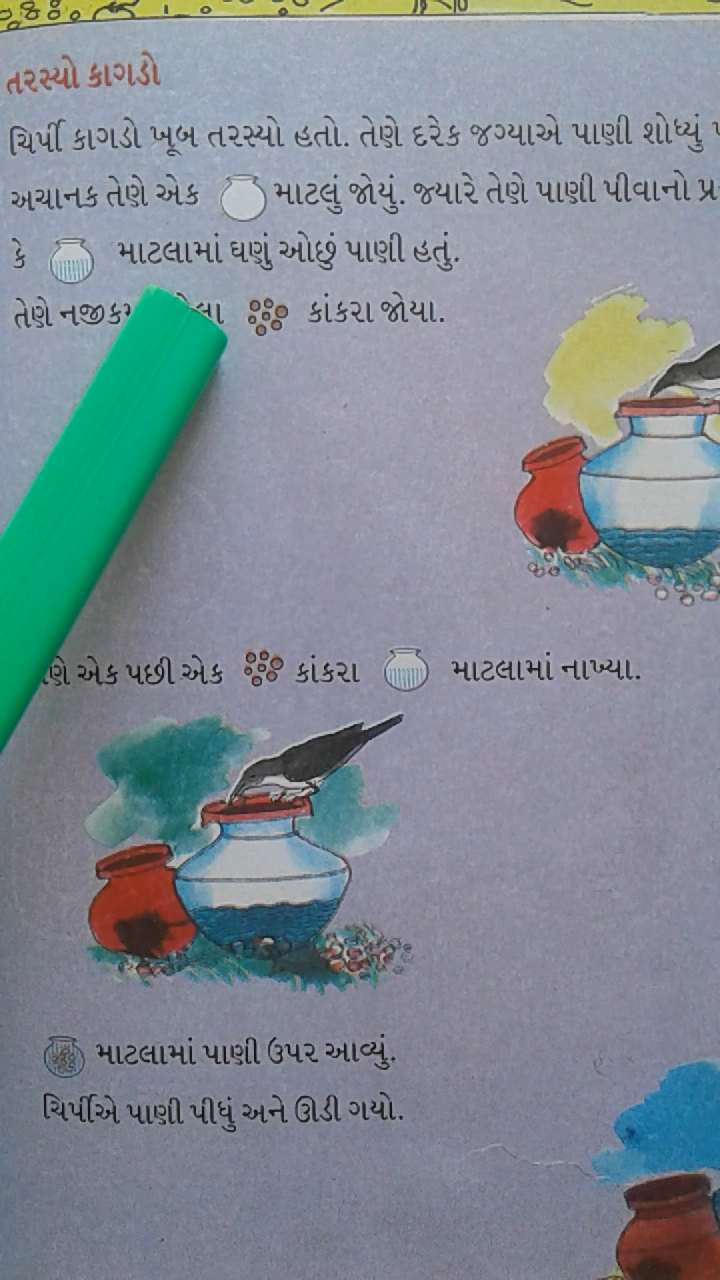 તરસ્યો કાગડો
ચિર્પી કાગડો ખૂબ તરસ્યો હતો. તેણે દરેક જગ્યાએ પાણી શોધ્યું
અચાનક તેણે એક માટલું જોયું. જ્યારે તેણે પાણી પીવાનો
કે માટલામાં ઘણું ઓછું પાણી હતું.
તેણે કાંકરા જોયા.
એક પછી એક કાંકરા માટલામાં નાખ્યા.
માટલામાં પાણી ઉપર આવ્યું.
ચિર્પીએ પાણી પીધું અને ઊડી ગયો.